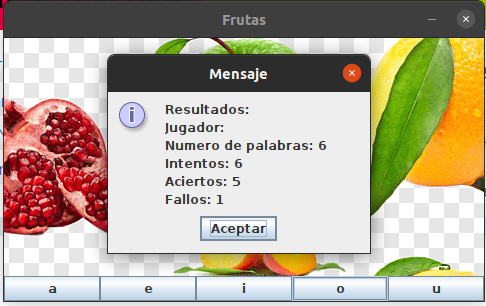 Frutas
Mensaje
Resultados:
Jugador:
Numero de palabras: 6
Intentos: 6
Aciertos: 5
Fallos: 1
Aceptar
a e i o u